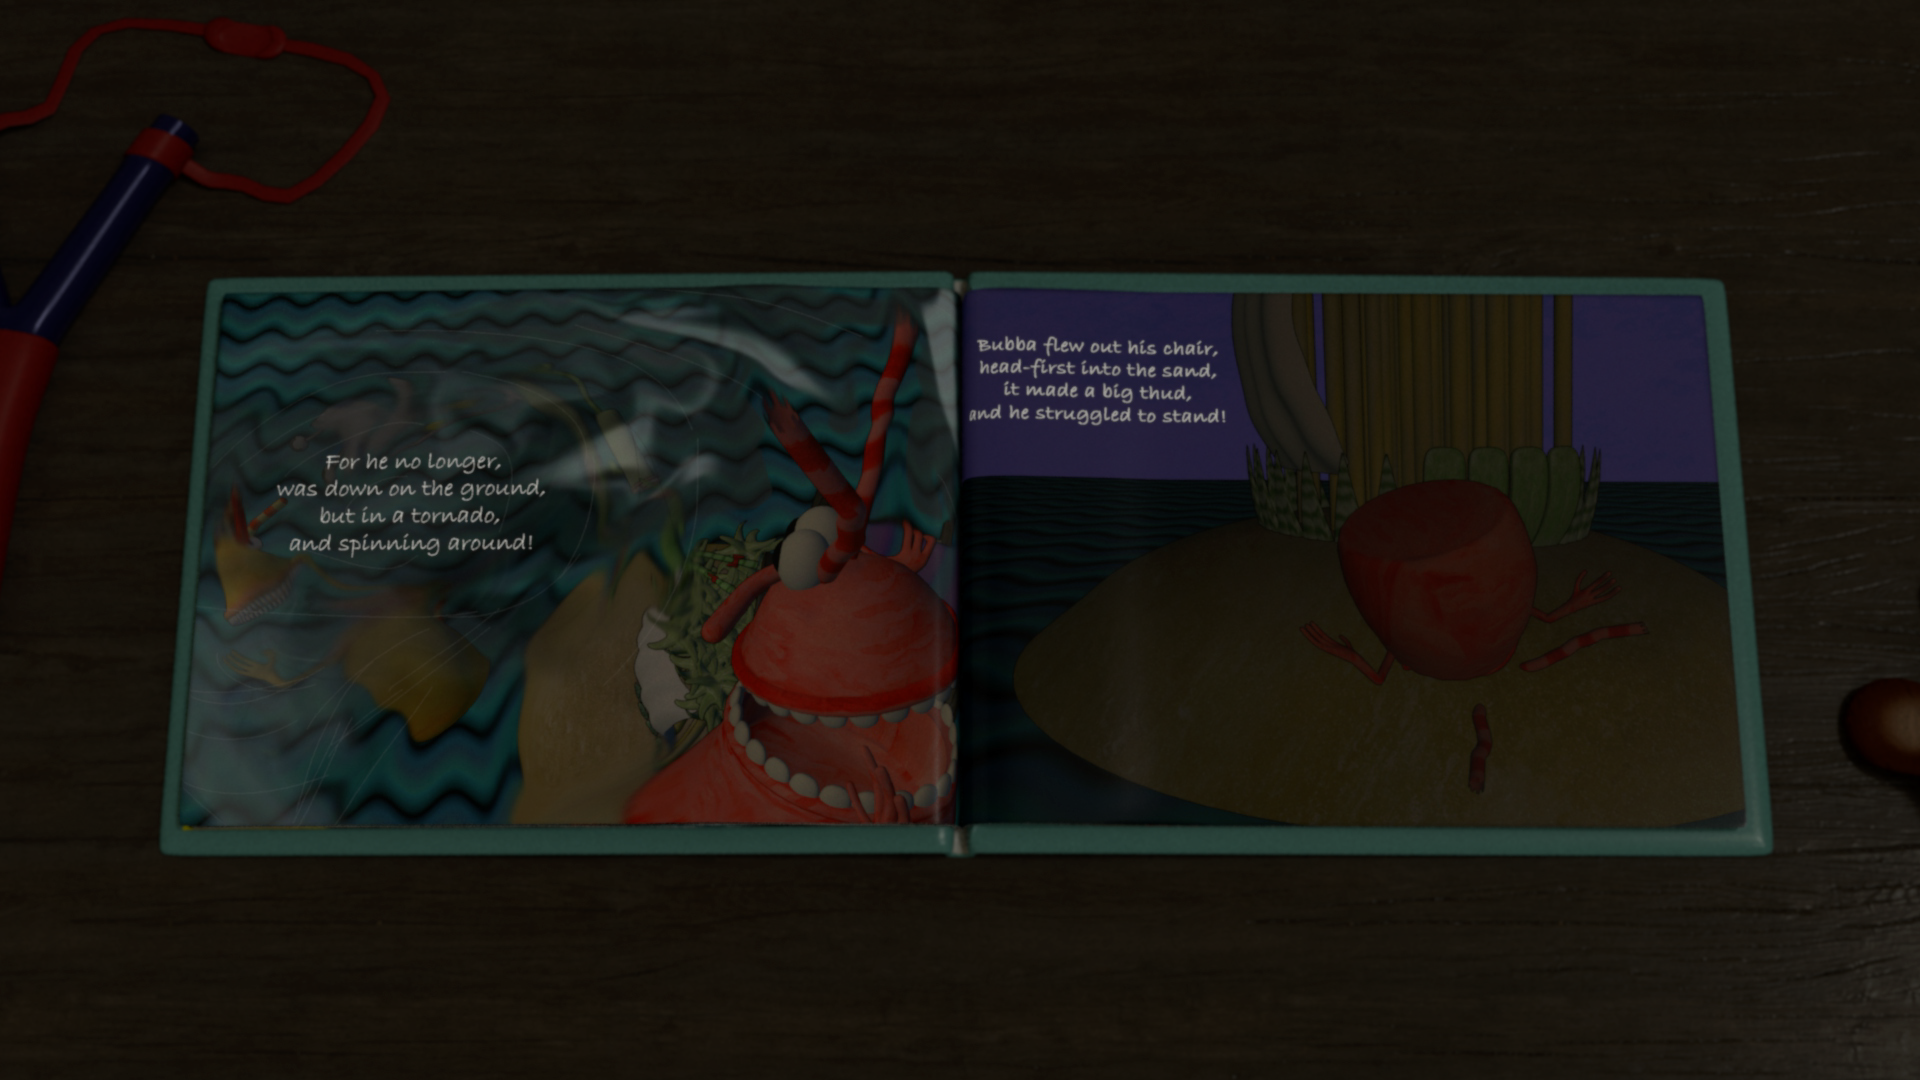 For he no longer,
was down on the ground,
but in a tornado,
and spinning around!
Bubba flew out his chair,
head-first into the sand,
it made a big thud,
and he struggled to stand!